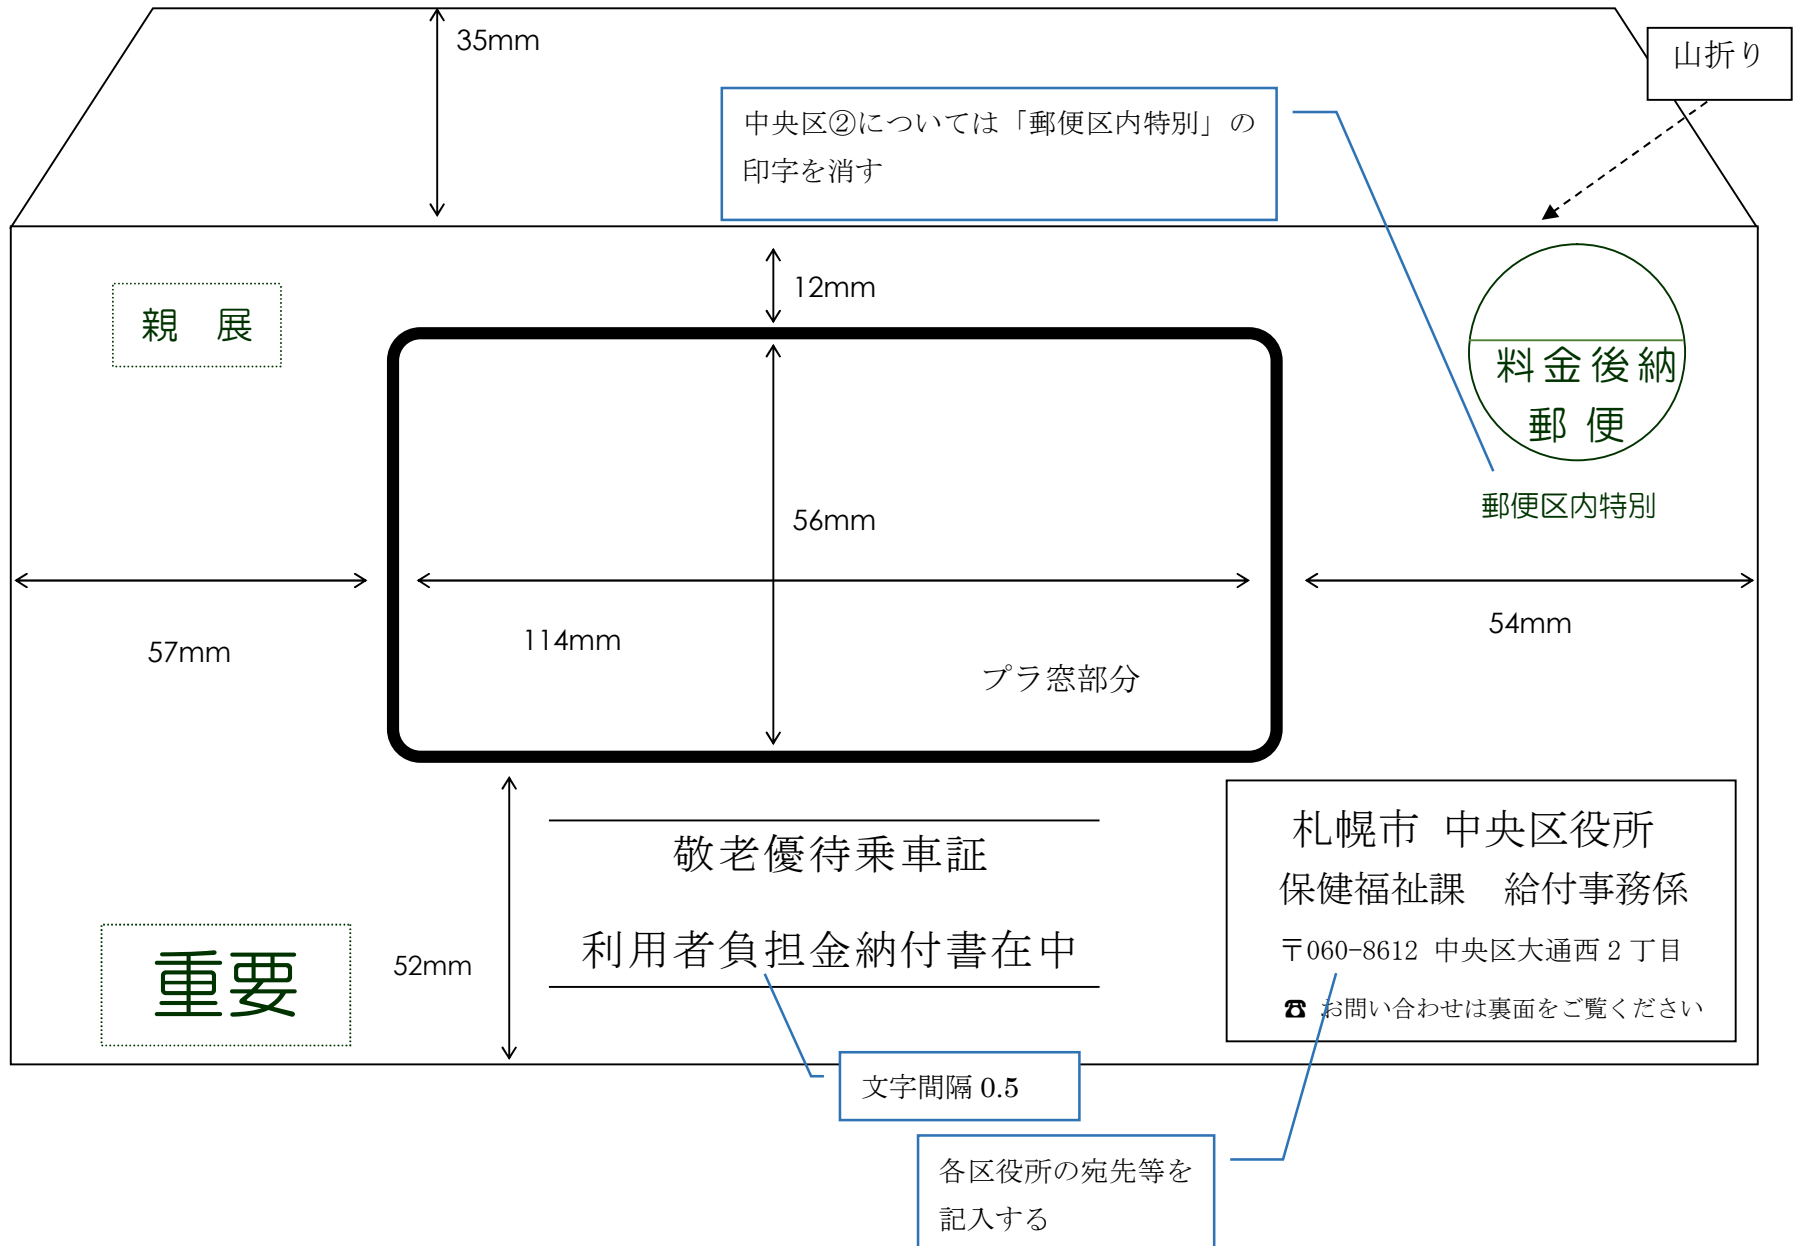 35mm
山折り
中央区②については「郵便区内特別」の
印字を消す
12mm
親　展
料金後納
郵 便
56mm
郵便区内特別
57mm
114mm
54mm
プラ窓部分
敬老優待乗車証
利用者負担金納付書在中
52mm
重要
札幌市 中央区役所
保健福祉課　給付事務係
〒060-8612 中央区大通西 2 丁目
☎ お問い合わせは裏面をご覧ください
文字間隔 0.5
各区役所の宛先等を
記入する